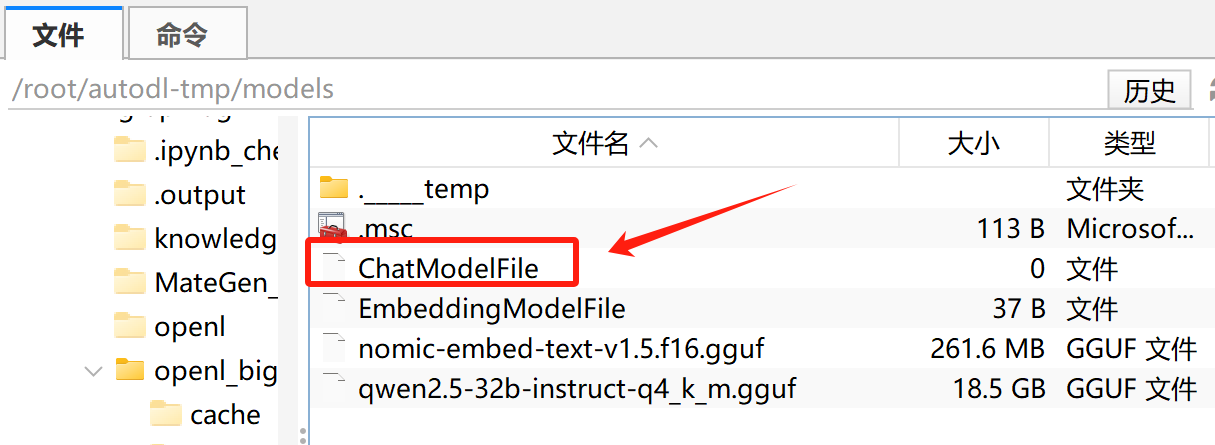 文件 命令
/root/autodl-tmp/models 历史
.ipynb_che
.output
knowledg
MateGen_
openl
openl_big
cache
文件名 大小 类型
._____temp 文件夹
.msc 113 B Microsof...
ChatModelFile 0 文件
EmbeddingModelFile 37 B 文件
nomic-embed-text-v1.5.f16.gguf 261.6 MB GGUF 文件
qwen2.5-32b-instruct-q4_k_m.gguf 18.5 GB GGUF 文件